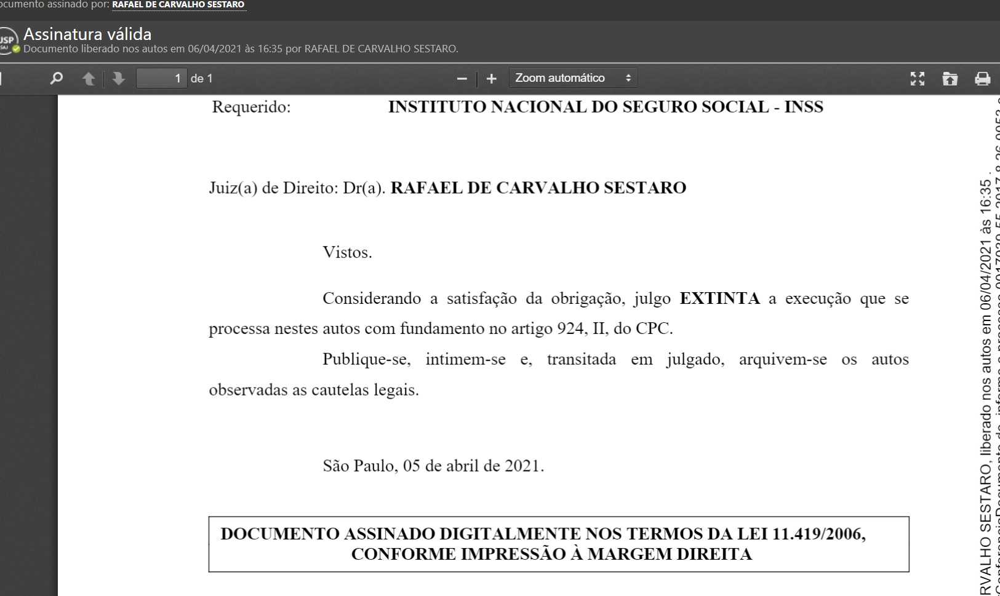 documento assinado por: RAFAEL DE CARVALHO SESTARO
Assinatura válida
Documento liberado nos autos em 06/04/2021 às 16:35 por RAFAEL DE CARVALHO SESTARO.
1 de 1
Zoom automático
Requerido: INSTITUTO NACIONAL DO SEGURO SOCIAL - INSS
Juiz(a) de Direito: Dr(a). RAFAEL DE CARVALHO SESTARO
Vistos.
Considerando a satisfação da obrigação, julgo EXTINTA a execução que se
processa nestes autos com fundamento no artigo 924, II, do CPC.
Publique-se, intimem-se e, transitada em julgado, arquivem-se os autos
observadas as cautelas legais.
São Paulo, 05 de abril de 2021.
DOCUMENTO ASSINADO DIGITALMENTE NOS TERMOS DA LEI 11.419/2006,
CONFORME IMPRESSÃO À MARGEM DIREITA
RVALHO SESTARO, liberado nos autos em 06/04/2021 às 16:35 .